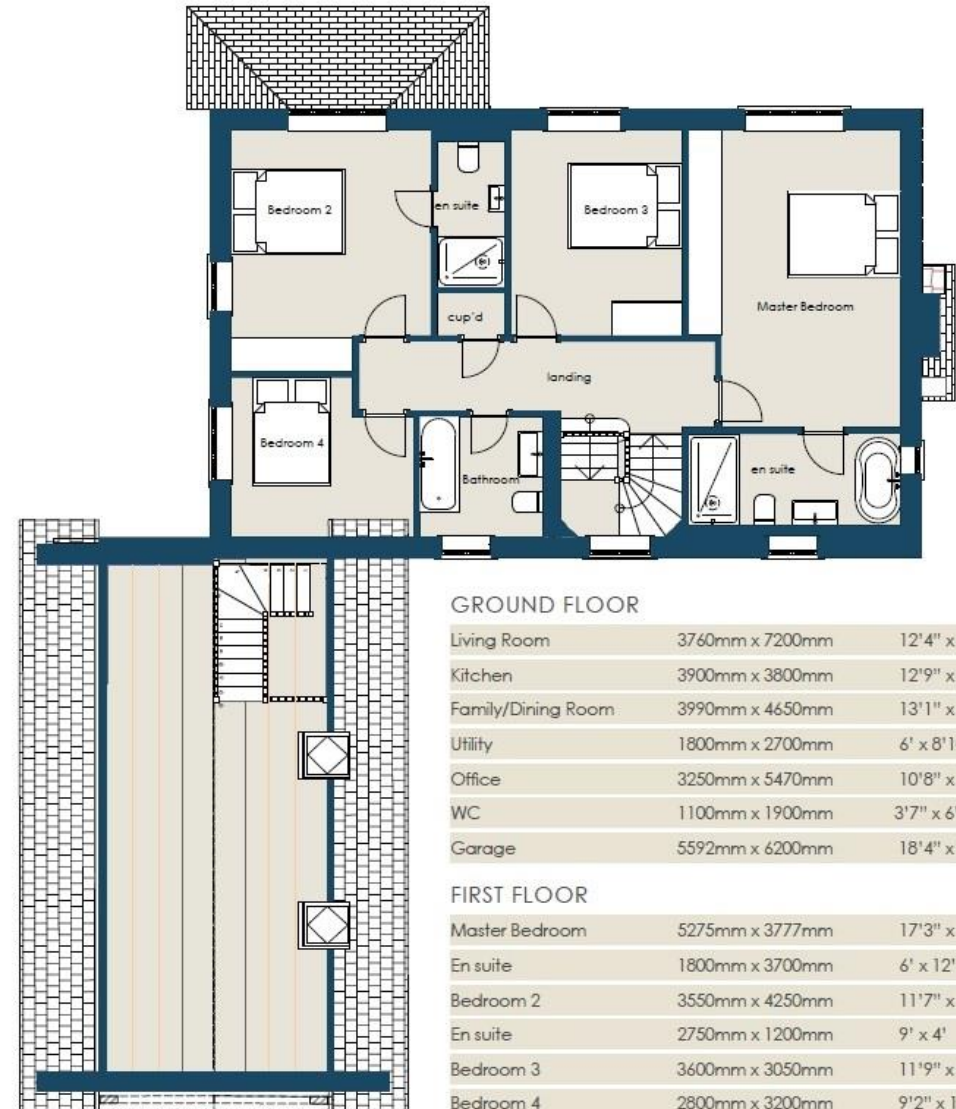 Bedroom 2
en suite
Bedroom 3
Master Bedroom
cup'd
landing
Bedroom 4
Bathroom
en suite
GROUND FLOOR
Living Room 3760mm x 7200mm 12'4" x
Kitchen 3900mm x 3800mm 12'9" x
Family/Dining Room 3990mm x 4650mm 13'1" x
Utility 1800mm x 2700mm 6' x 8'1
Office 3250mm x 5470mm 10'8" x
WC 1100mm x 1900mm 3'7" x 6'
Garage 5592mm x 6200mm 18'4" x
FIRST FLOOR
Master Bedroom 5275mm x 3777mm 17'3" x
En suite 1800mm x 3700mm 6' x 12'
Bedroom 2 3550mm x 4250mm 11'7" x
En suite 2750mm x 1200mm 9' x 4'
Bedroom 3 3600mm x 3050mm 11'9" x
Bedroom 4 2800mm x 3200mm 9'2" x 1